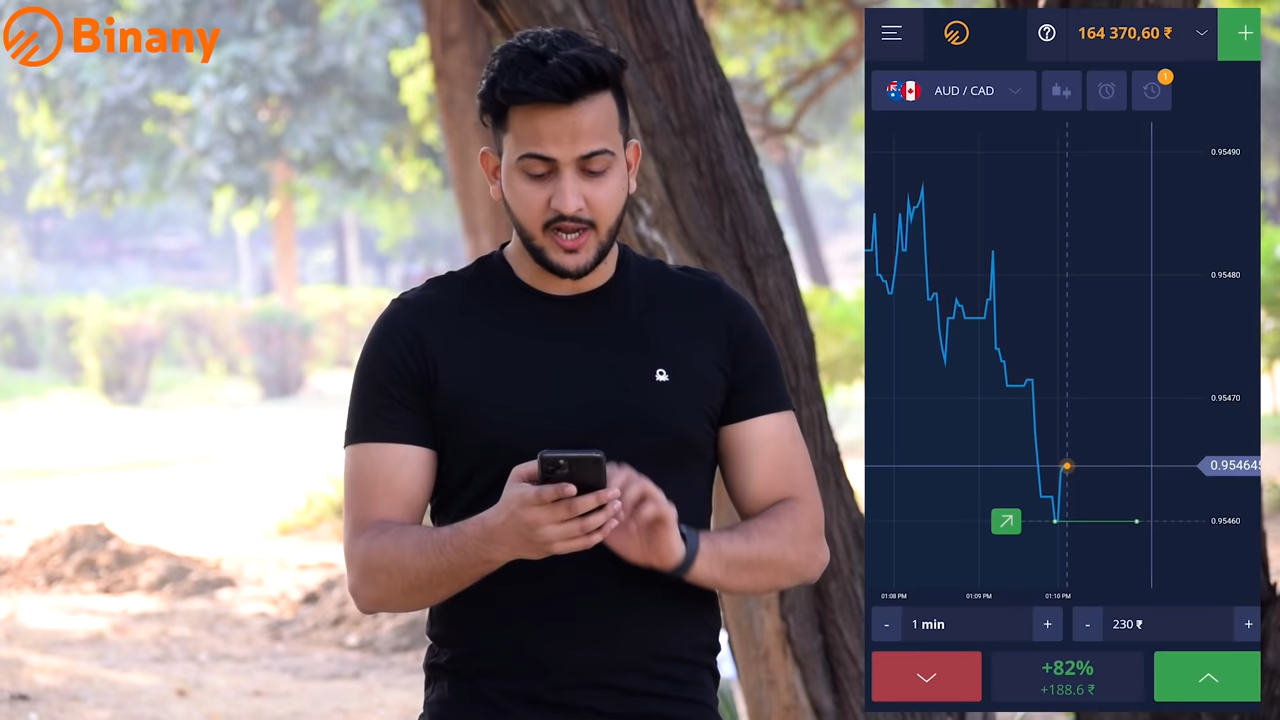 Binany
164 370,60 ₹
+
AUD / CAD
1
0.95490
0.95480
0.95470
0.954645
0.95460
01:08 PM 01:09 PM 01:10 PM
- 1 min + - 230 ₹ +
+82%
+188.6 ₹